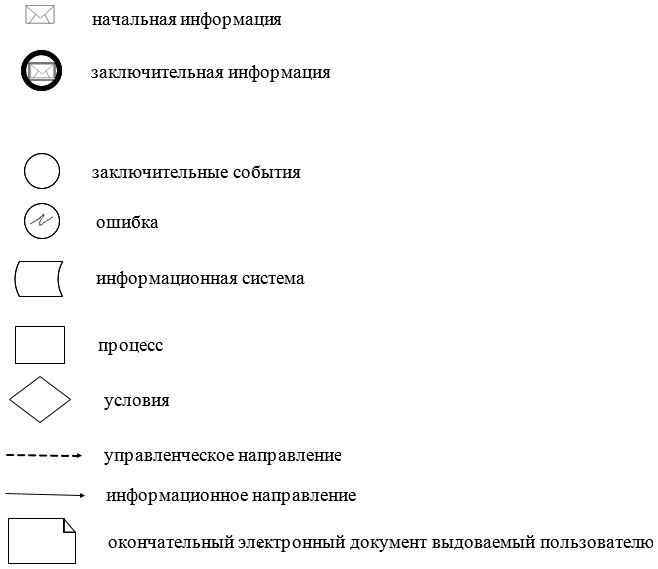 начальная информация
заключительная информация
заключительные события
ошибка
информационная система
процесс
условия
управленческое направление
информационное направление
окончательный электронный документ выдоваемый пользователю